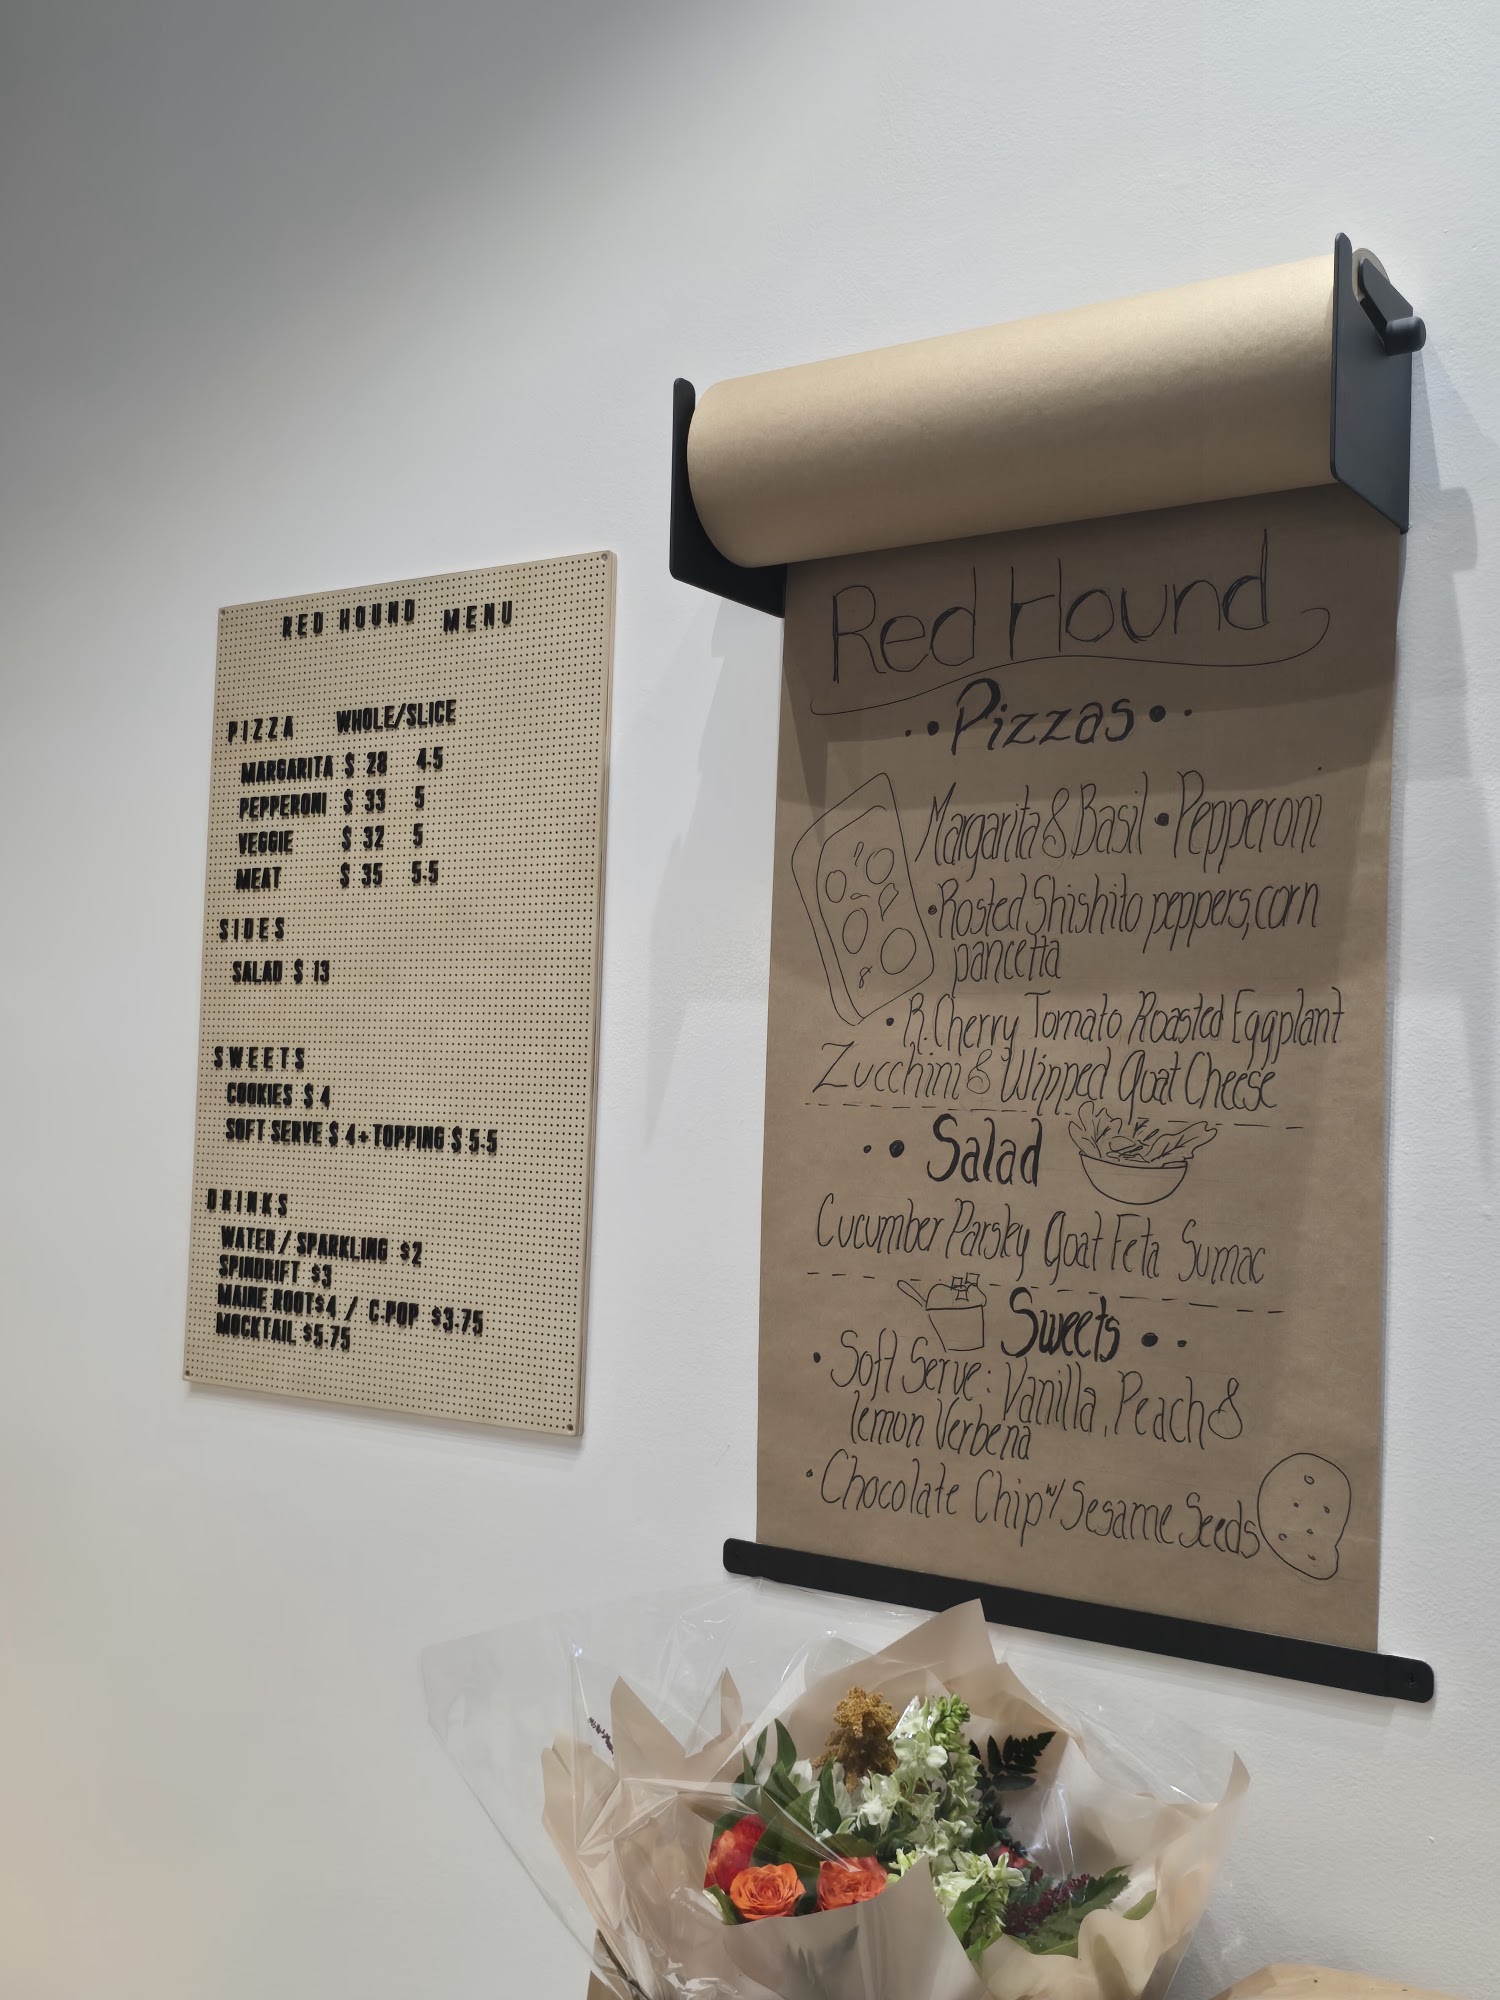 RED HOUND MENU
PIZZA WHOLE/SLICE
MARGARITA $ 28 4.5
PEPPERONI $ 33 5
VEGGIE $ 32 5
MEAT $ 35 5.5
SIDES
SALAD $ 13
SWEETS
COOKIES $ 4
SOFT SERVE $ 4 + TOPPING $ 5.5
DRINKS
WATER / SPARKLING $2
SPINDRIFT $3
MAINE ROOT $4 / C.POP $3.75
MOCKTAIL $5.75
Red Hound
Pizzas
Margarita & Basil • Pepperoni
• Rosted Shishito peppers, corn
pancetta
• R. Cherry Tomato Roasted Eggplant
Zucchini & Wipped Goat Cheese
Salad
Cucumber Parsley Goat Feta Sumac
Sweets
• Soft Serve: Vanilla, Peach &
lemon Verbena
• Chocolate Chip w/ Sesame Seeds